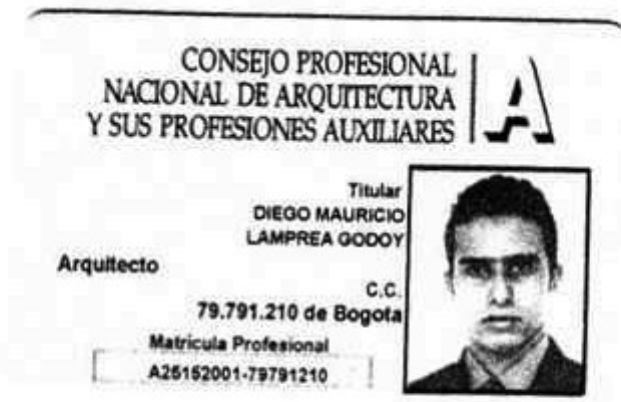 CONSEJO PROFESIONAL
NACIONAL DE ARQUITECTURA
Y SUS PROFESIONES AUXILIARES
A
Titular
DIEGO MAURICIO
LAMPREA GODOY
Arquitecto
C.C.
79.791.210 de Bogota
Matricula Profesional
A25152001-79791210